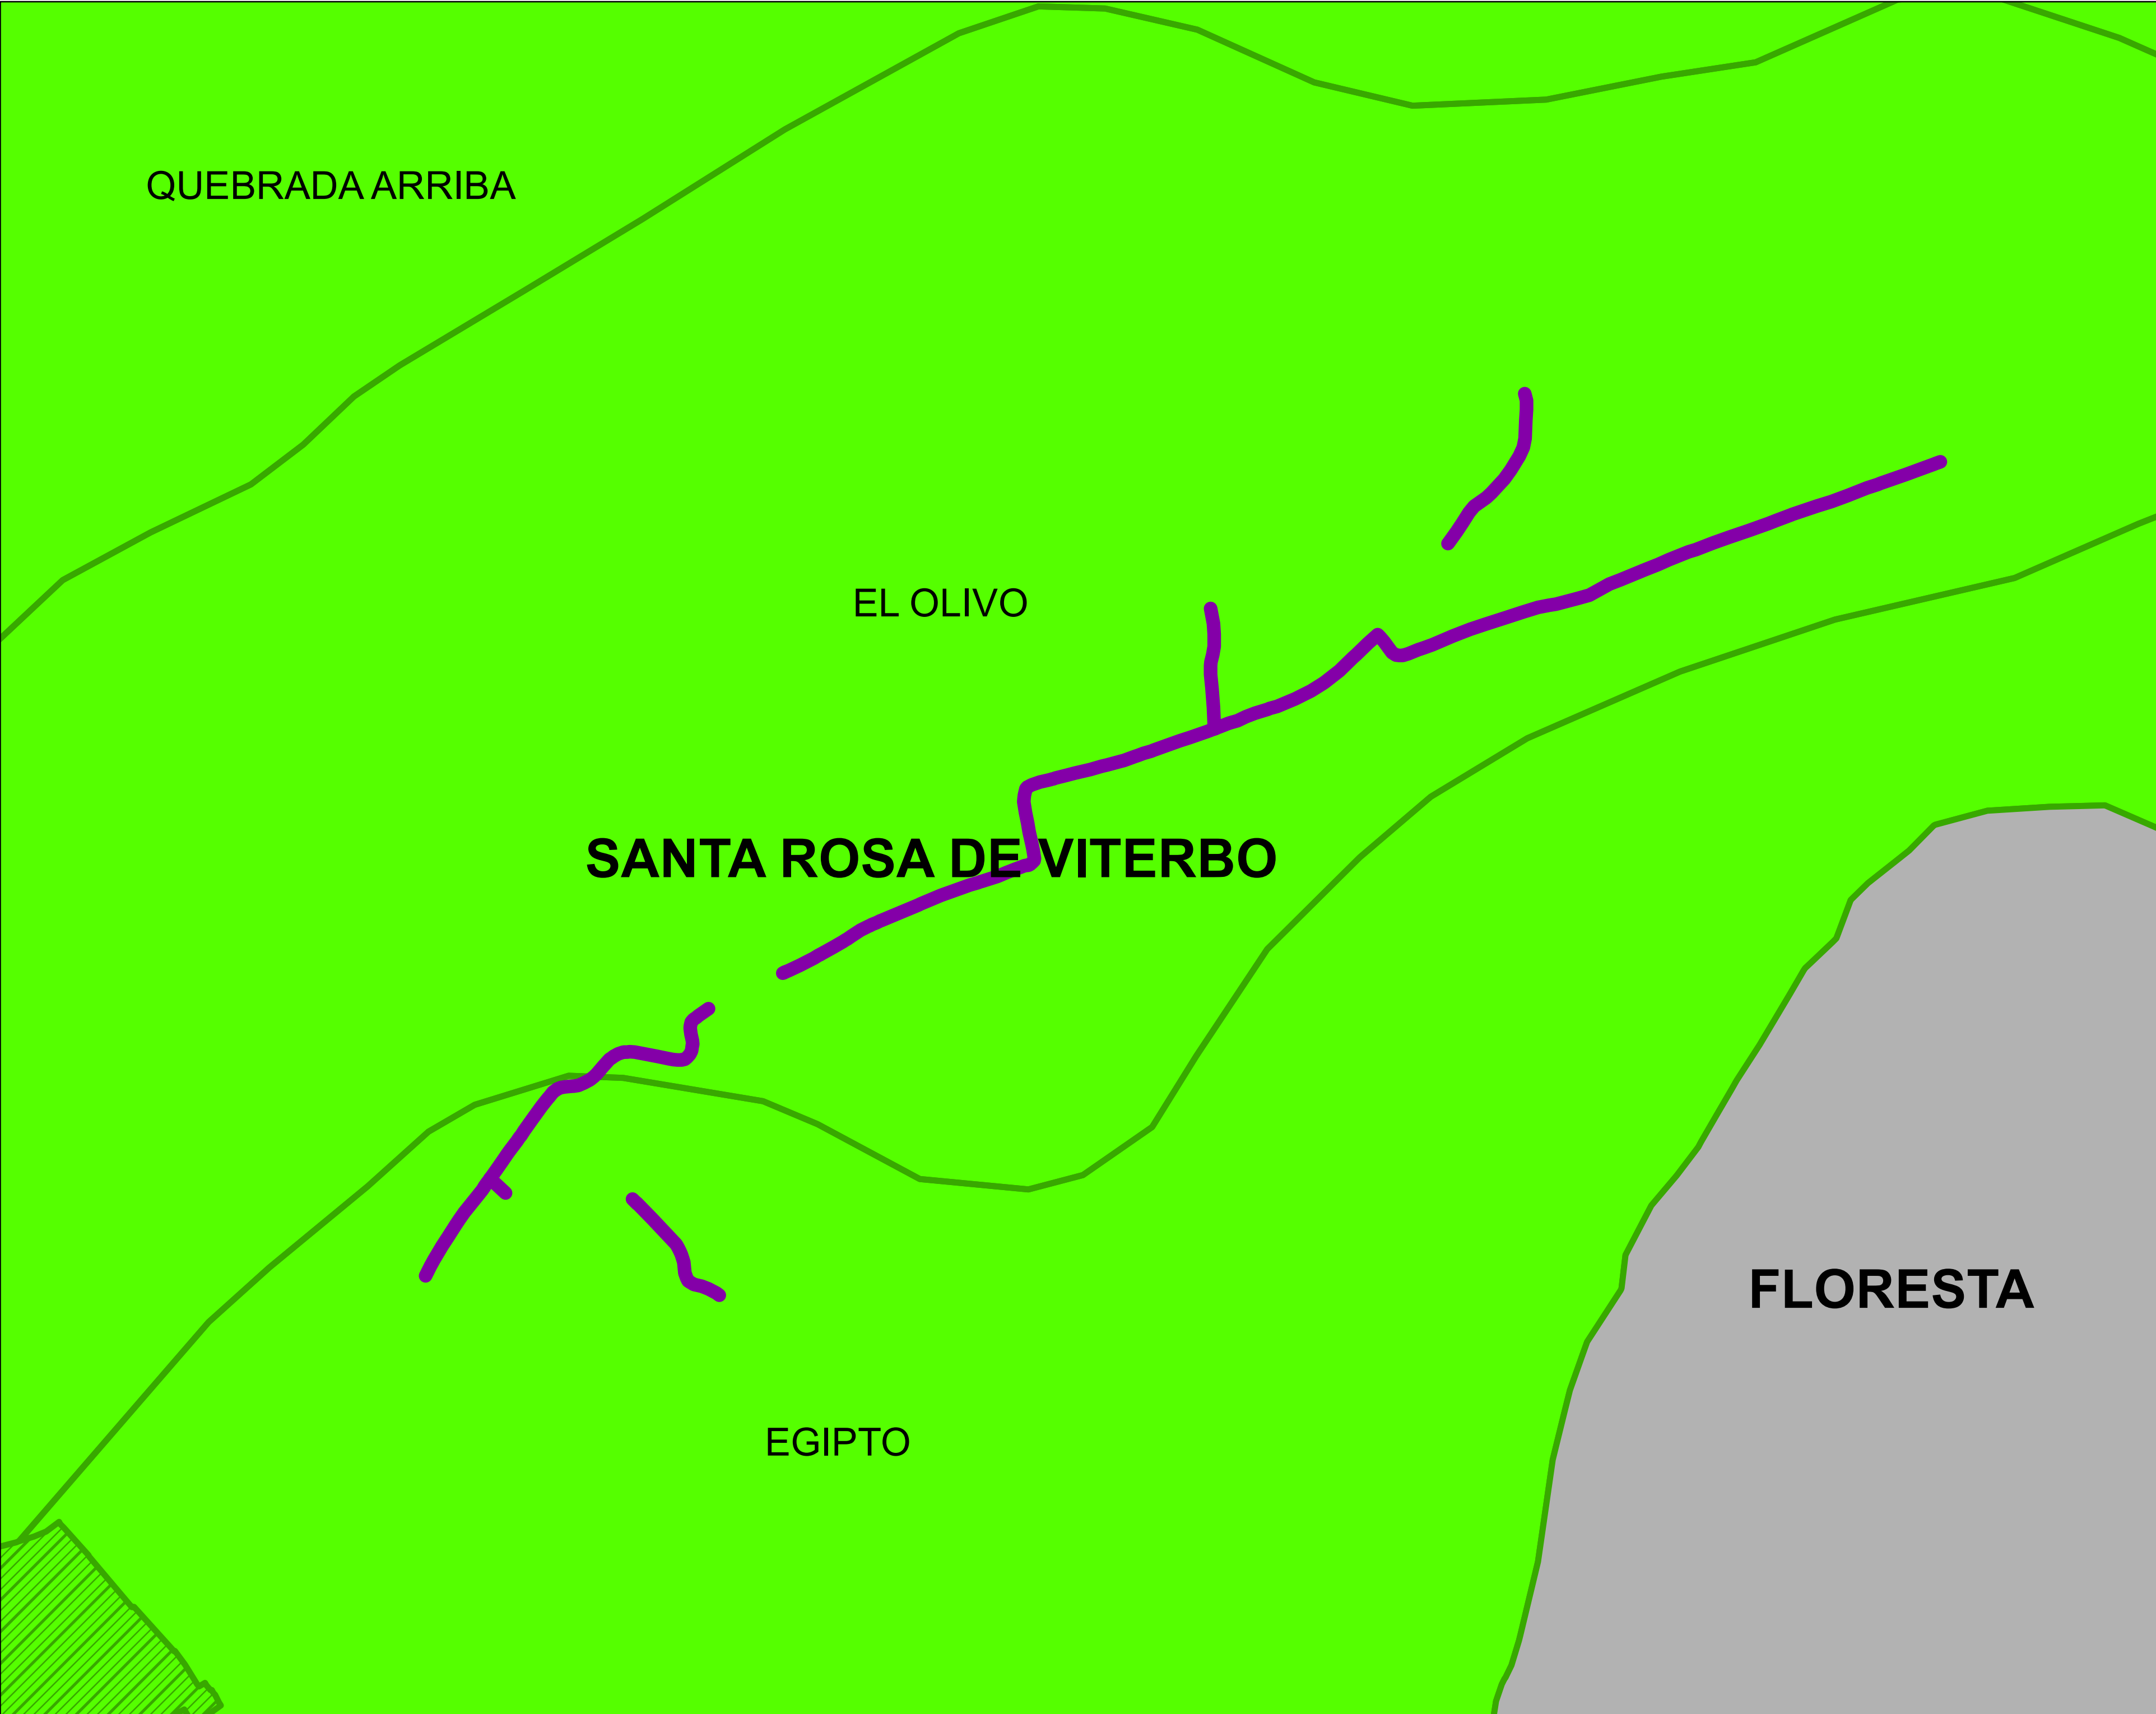 QUEBRADA ARRIBA
EL OLIVO
SANTA ROSA DE VITERBO
FLORESTA
EGIPTO